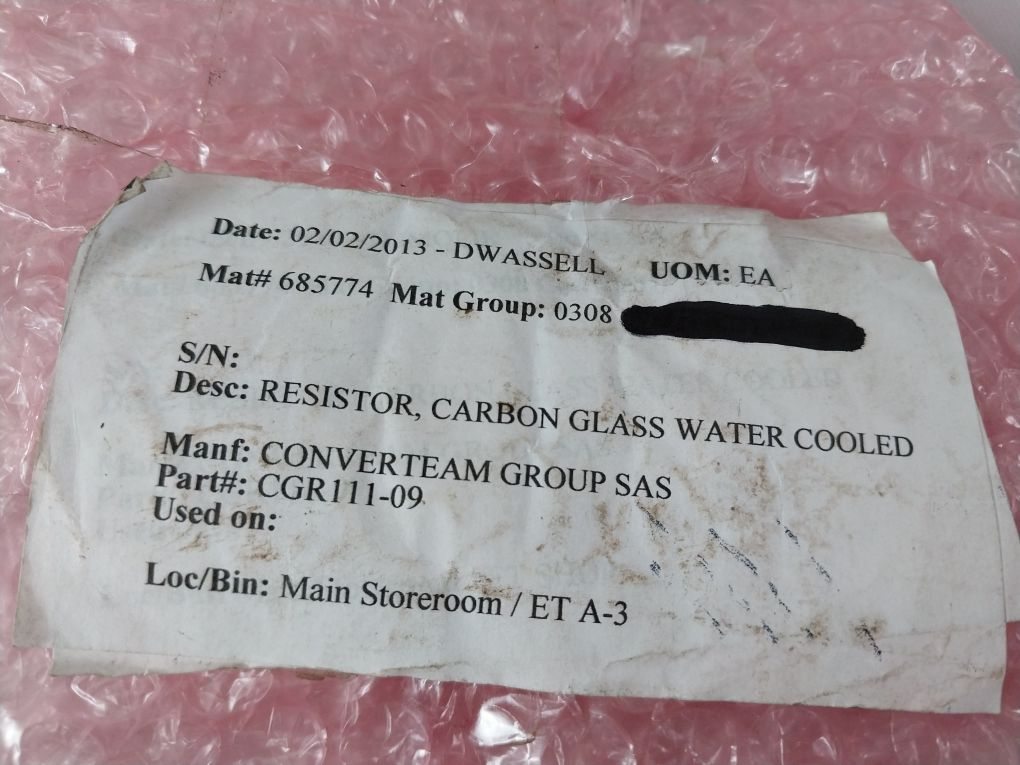 Date: 02/02/2013 - DWASSELL UOM: EA
Mat# 685774 Mat Group: 0308
S/N:
Desc: RESISTOR, CARBON GLASS WATER COOLED
Manf: CONVERTEAM GROUP SAS
Part#: CGR111-09
Used on:
Loc/Bin: Main Storeroom / ET A-3